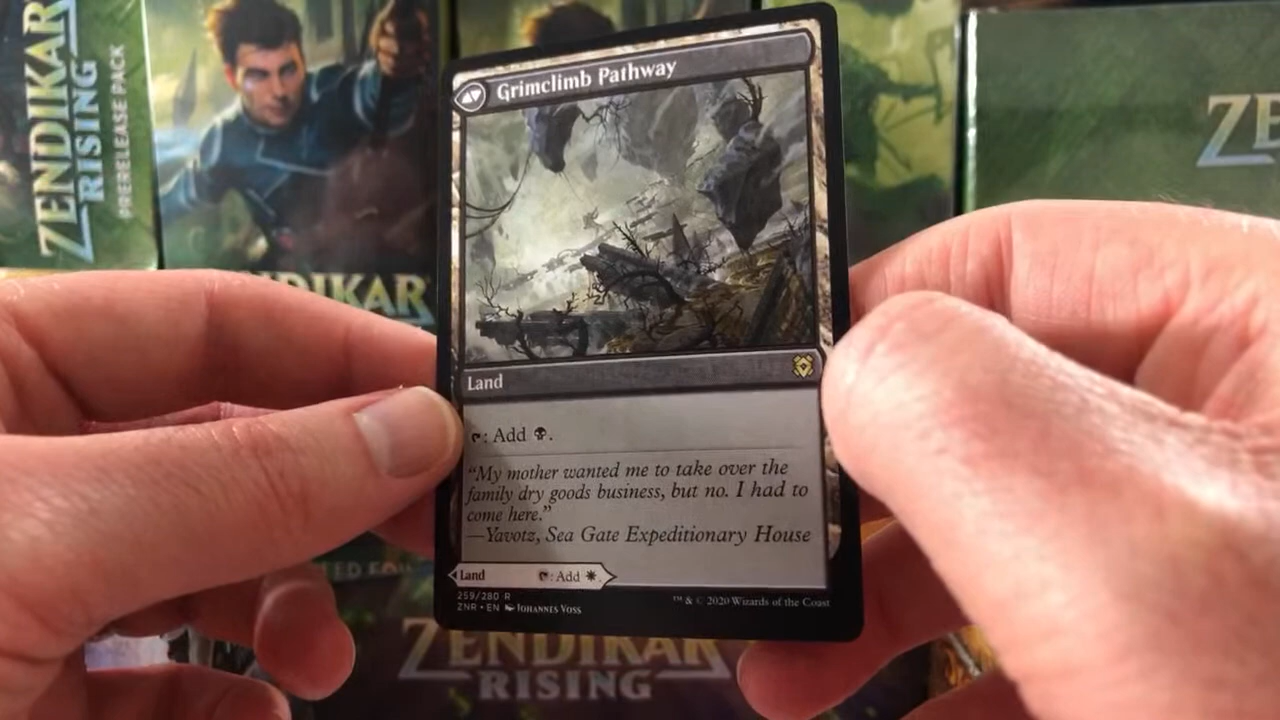 ZENDIKAR
RISING
PRERELEASE PACK
NDIKAR
ZE
Grimclimb Pathway
Land
: Add .
“My mother wanted me to take over the
family dry goods business, but no. I had to
come here.”
—Yavotz, Sea Gate Expeditionary House
Land : Add .
259/280 R
ZNR • EN JOHANNES VOSS
™ & © 2020 Wizards of the Coast
ZENDIKAR
RISING